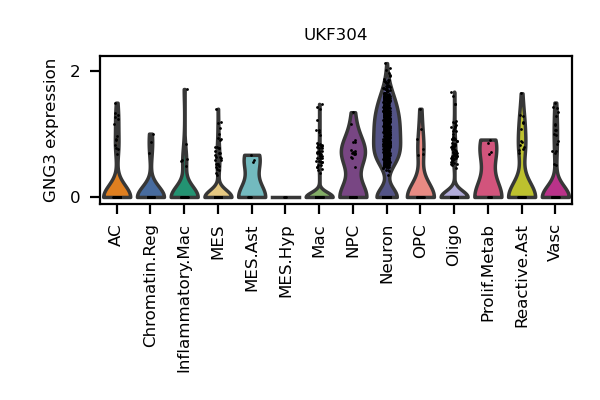 UKF304
GNG3 expression
2
0
AC
Chromatin.Reg
Inflammatory.Mac
MES
MES.Ast
MES.Hyp
Mac
NPC
Neuron
OPC
Oligo
Prolif.Metab
Reactive.Ast
Vasc